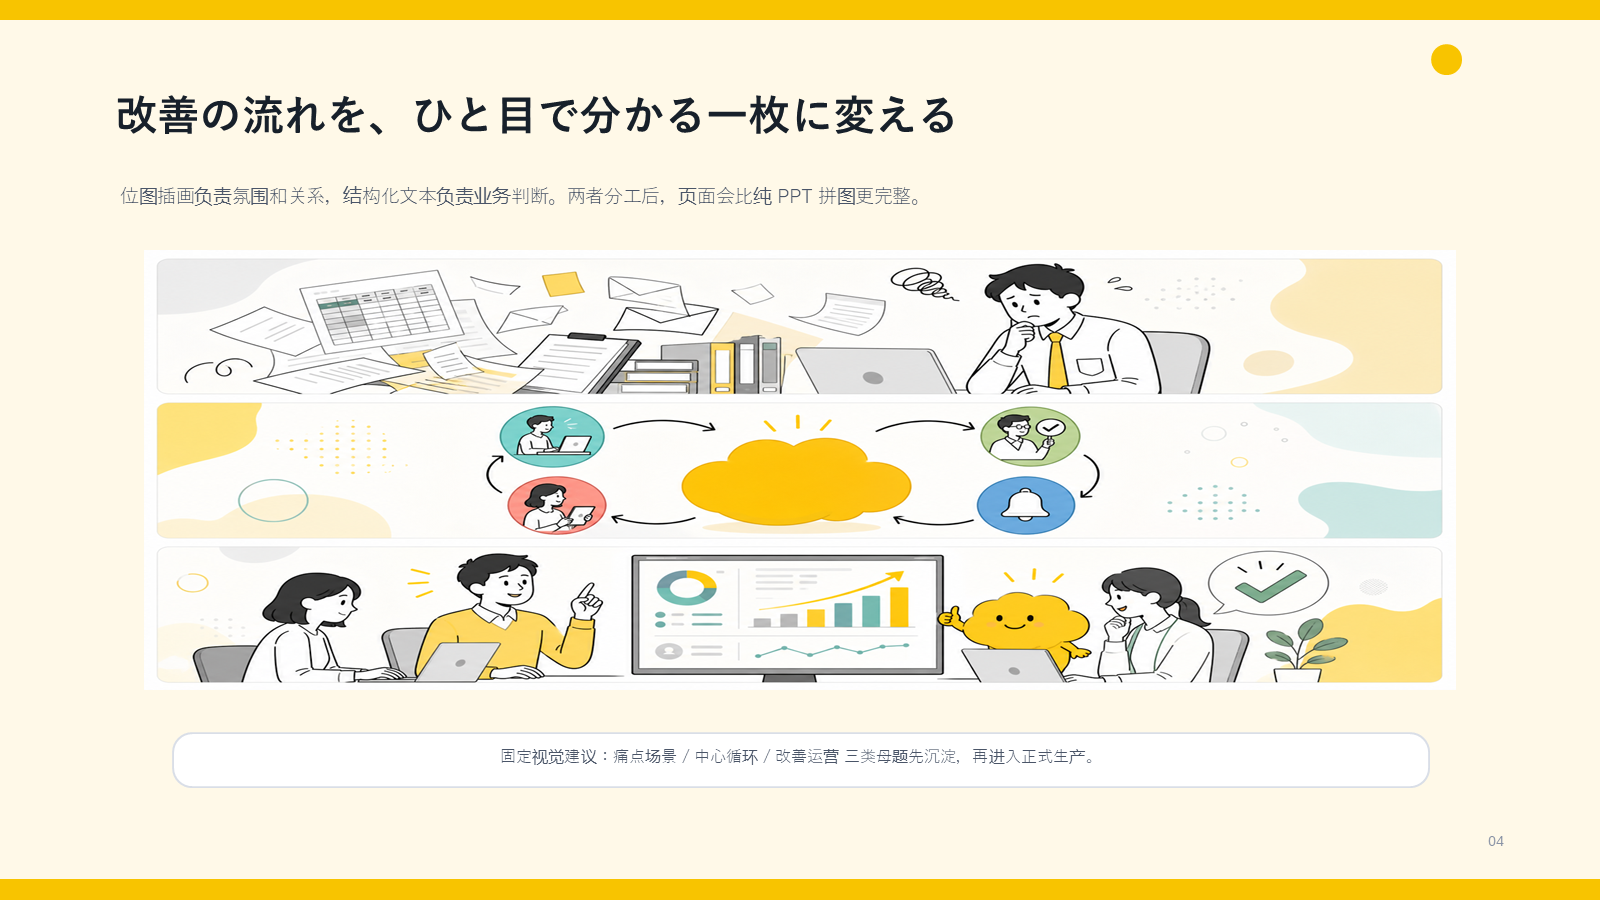 改善の流れを、ひと目で分かる一枚に変える
位图插画负责氛围和关系，结构化文本负责业务判断。两者分工后，页面会比纯 PPT 拼图更完整。
固定视觉建议：痛点场景 / 中心循环 / 改善运营 三类母题先沉淀，再进入正式生产。
04